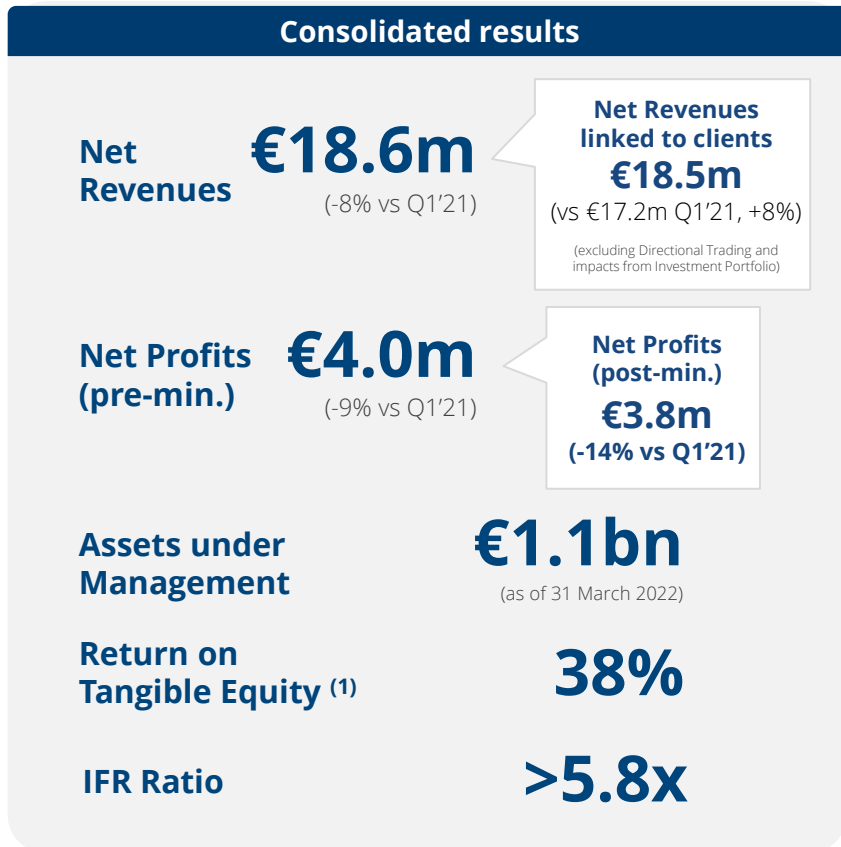 Consolidated results
Net
Revenues
€18.6m
(-8% vs Q1’21)
Net Revenues
linked to clients
€18.5m
(vs €17.2m Q1’21, +8%)
(excluding Directional Trading and
impacts from Investment Portfolio)
Net Profits
(pre-min.)
€4.0m
(-9% vs Q1’21)
Net Profits
(post-min.)
€3.8m
(-14% vs Q1’21)
Assets under
Management
€1.1bn
(as of 31 March 2022)
Return on
Tangible Equity (1)
38%
IFR Ratio
>5.8x